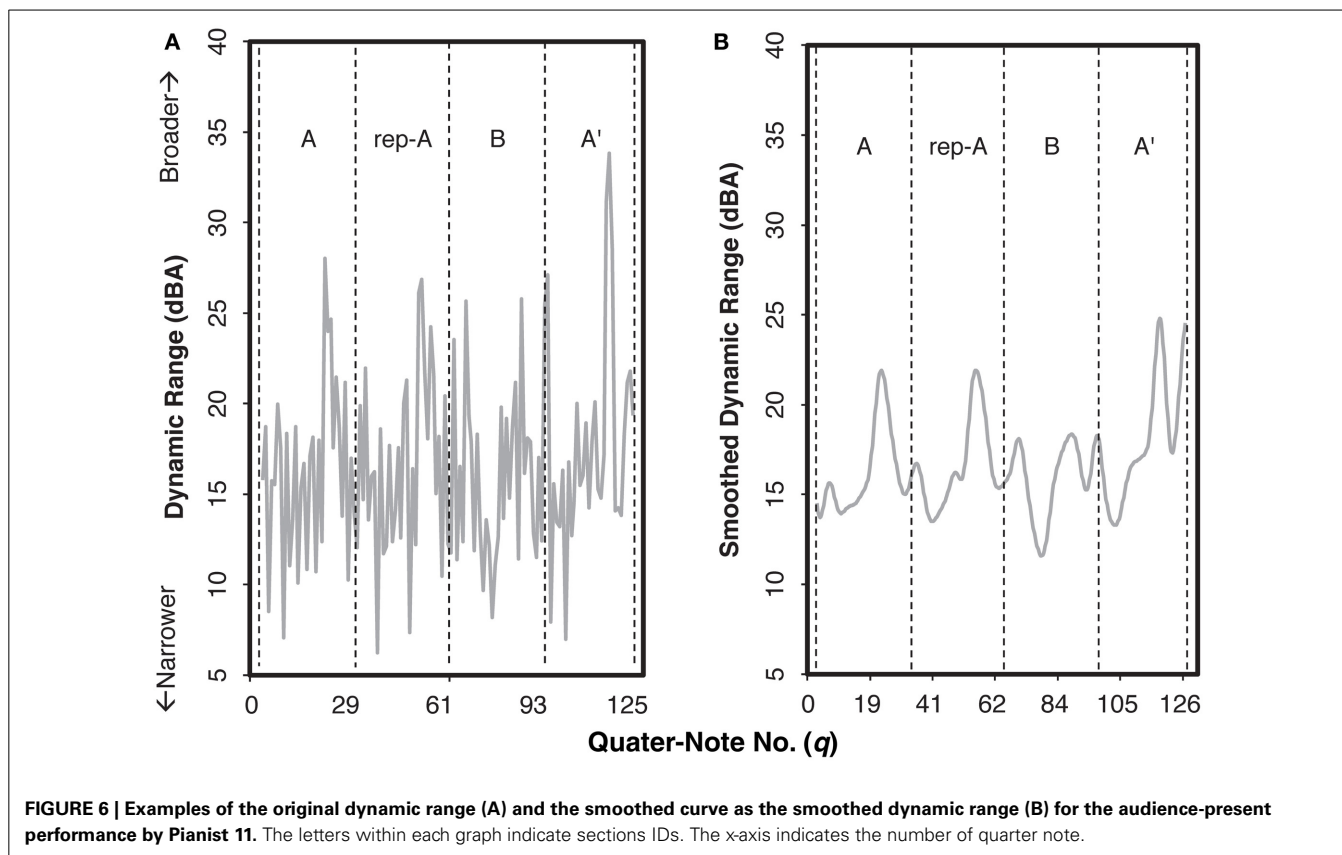 A
B
40
35
30
25
20
15
10
5
←Narrower
Broader→
Dynamic Range (dBA)
A
rep-A
B
A'
0
29
61
93
125
40
35
30
25
20
15
10
5
Smoothed Dynamic Range (dBA)
A
rep-A
B
A'
0
19
41
62
84
105
126
Quater-Note No. (q)
FIGURE 6 | Examples of the original dynamic range (A) and the smoothed curve as the smoothed dynamic range (B) for the audience-present
performance by Pianist 11. The letters within each graph indicate sections IDs. The x-axis indicates the number of quarter note.